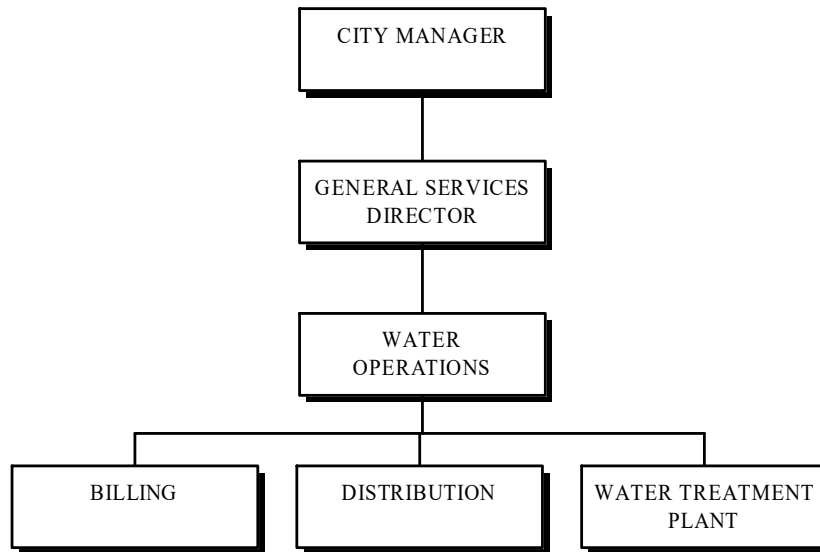 CITY MANAGER
GENERAL SERVICES
DIRECTOR
WATER
OPERATIONS
BILLING
DISTRIBUTION
WATER TREATMENT
PLANT